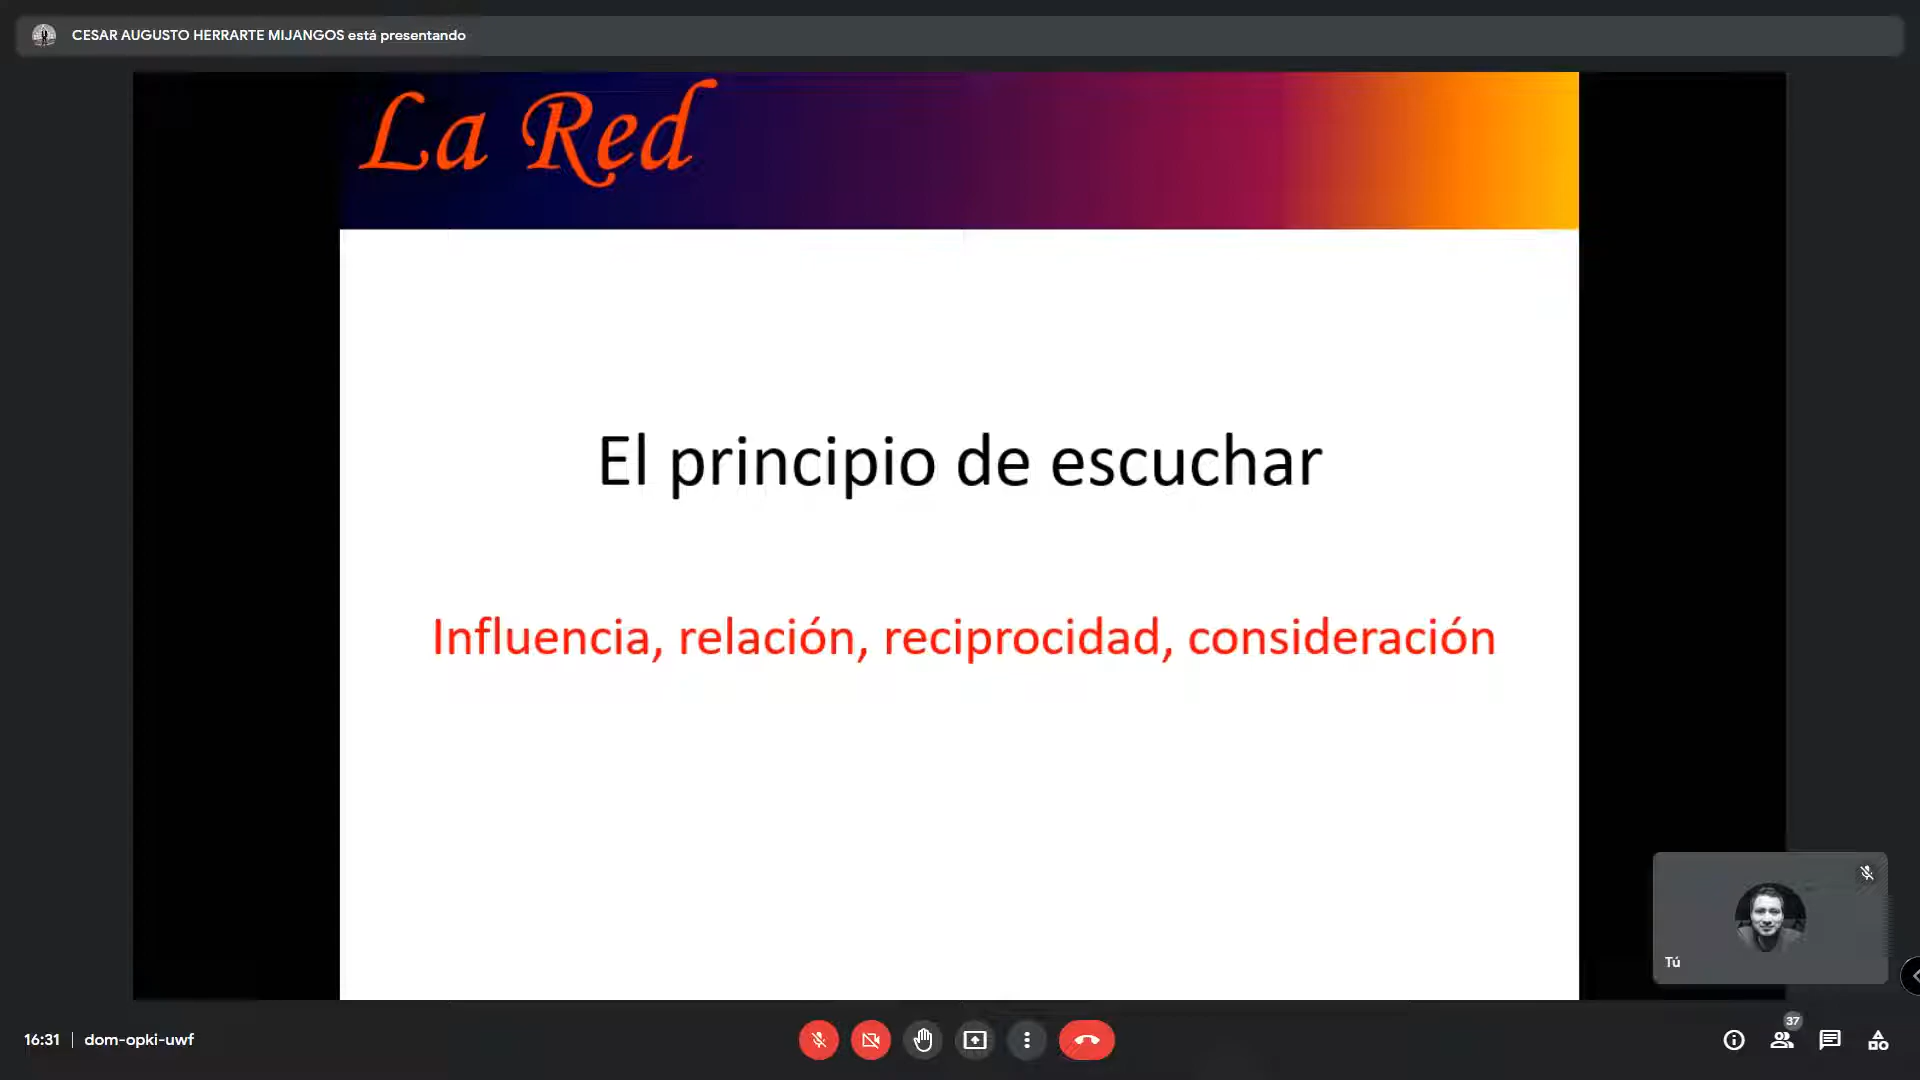 CESAR AUGUSTO HERRARTE MIJANGOS está presentando
La Red
El principio de escuchar
Influencia, relación, reciprocidad, consideración
Tú
37
16:31 | dom-opki-uwf